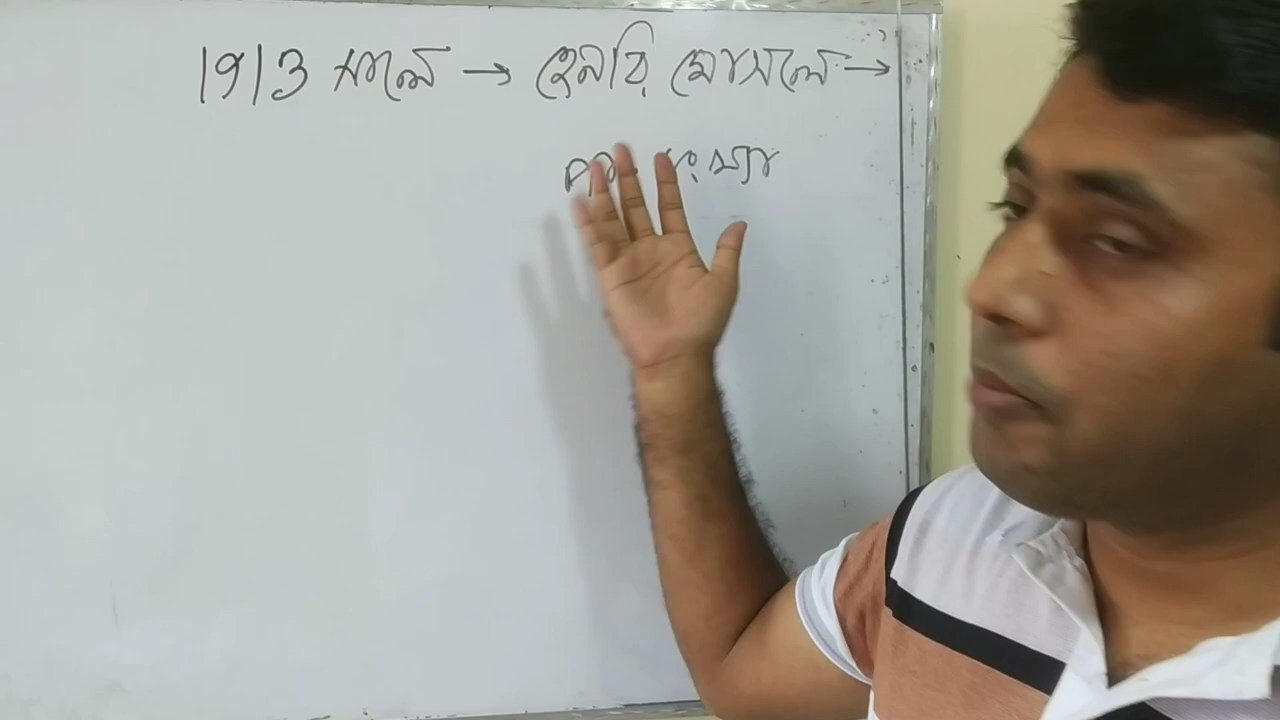 1913 সালে → হেনরি মোসলে →